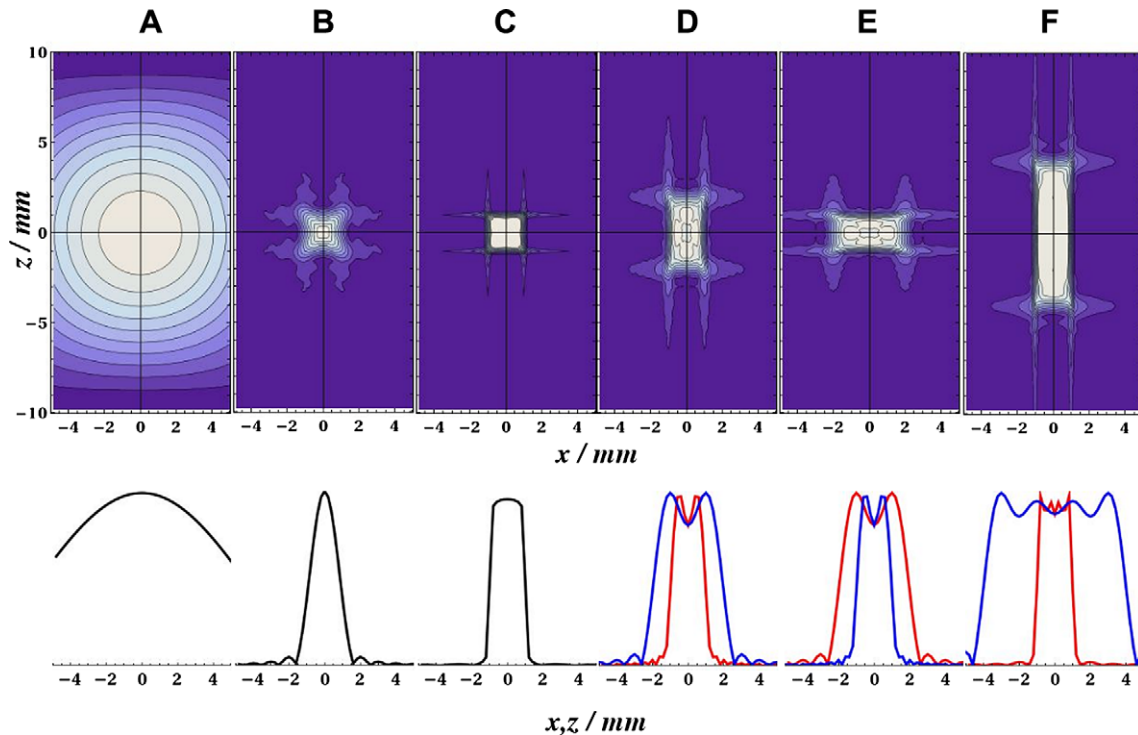 A B C D E F
10
5
0
−5
−10
z / mm
−4 −2 0 2 4 −4 −2 0 2 4 −4 −2 0 2 4 −4 −2 0 2 4 −4 −2 0 2 4 −4 −2 0 2 4
x / mm
−4 −2 0 2 4 −4 −2 0 2 4 −4 −2 0 2 4 −4 −2 0 2 4 −4 −2 0 2 4 −4 −2 0 2 4
x,z / mm